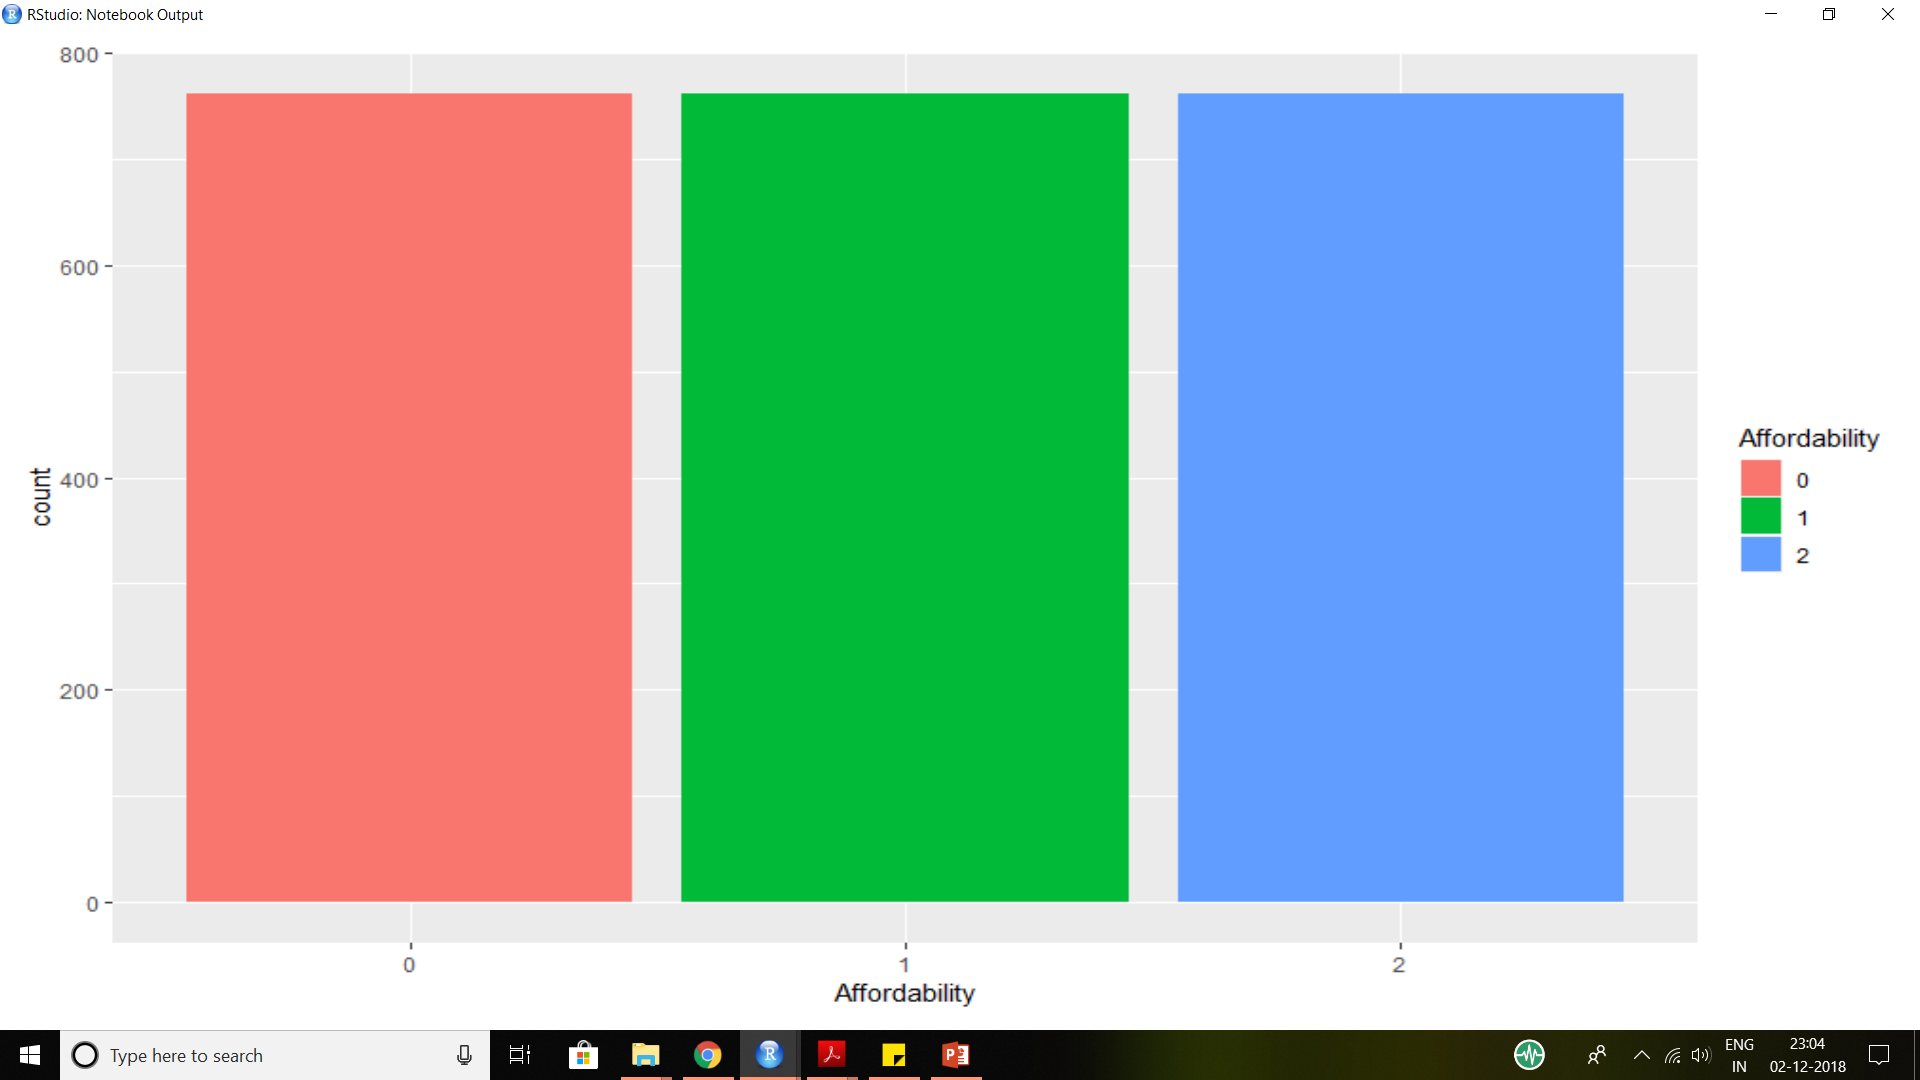 RStudio: Notebook Output
800
600
400
200
0
count
0
1
2
Affordability
Affordability
0
1
2
Type here to search
ENG
IN
23:04
02-12-2018